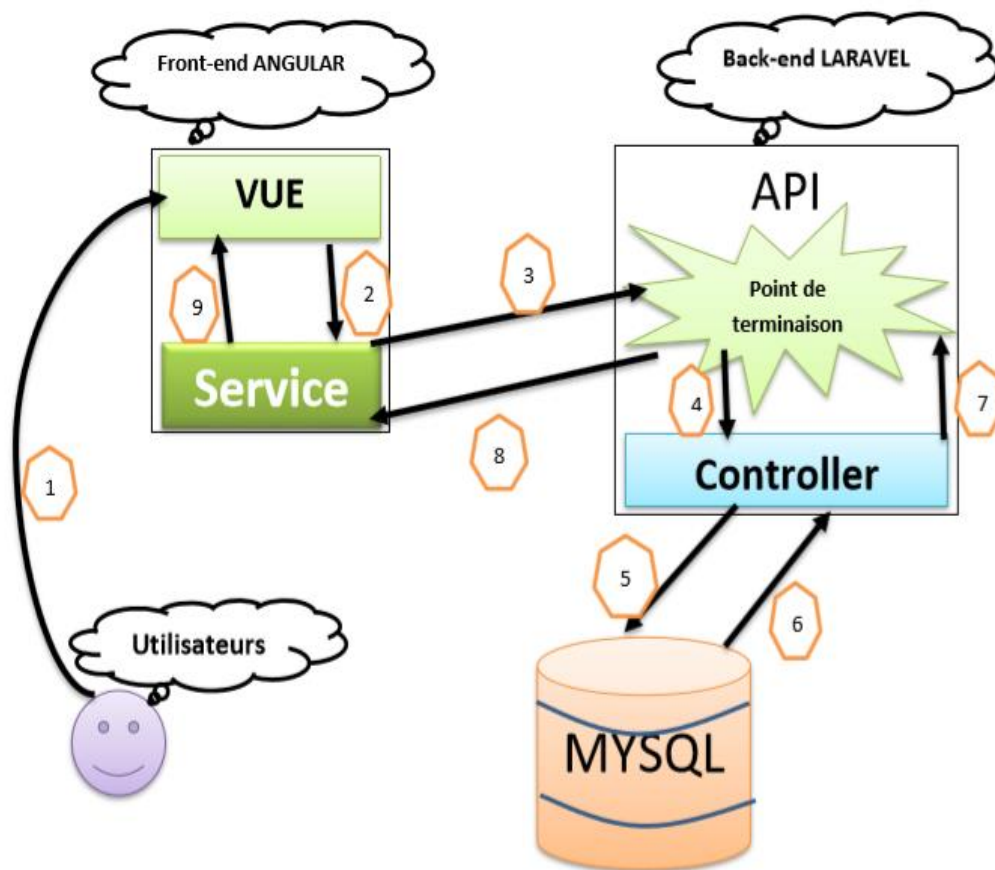 Front-end ANGULAR
Back-end LARAVEL
VUE
API
9
2
3
Point de
terminaison
Service
4
7
8
Controller
1
5
6
Utilisateurs
MYSQL